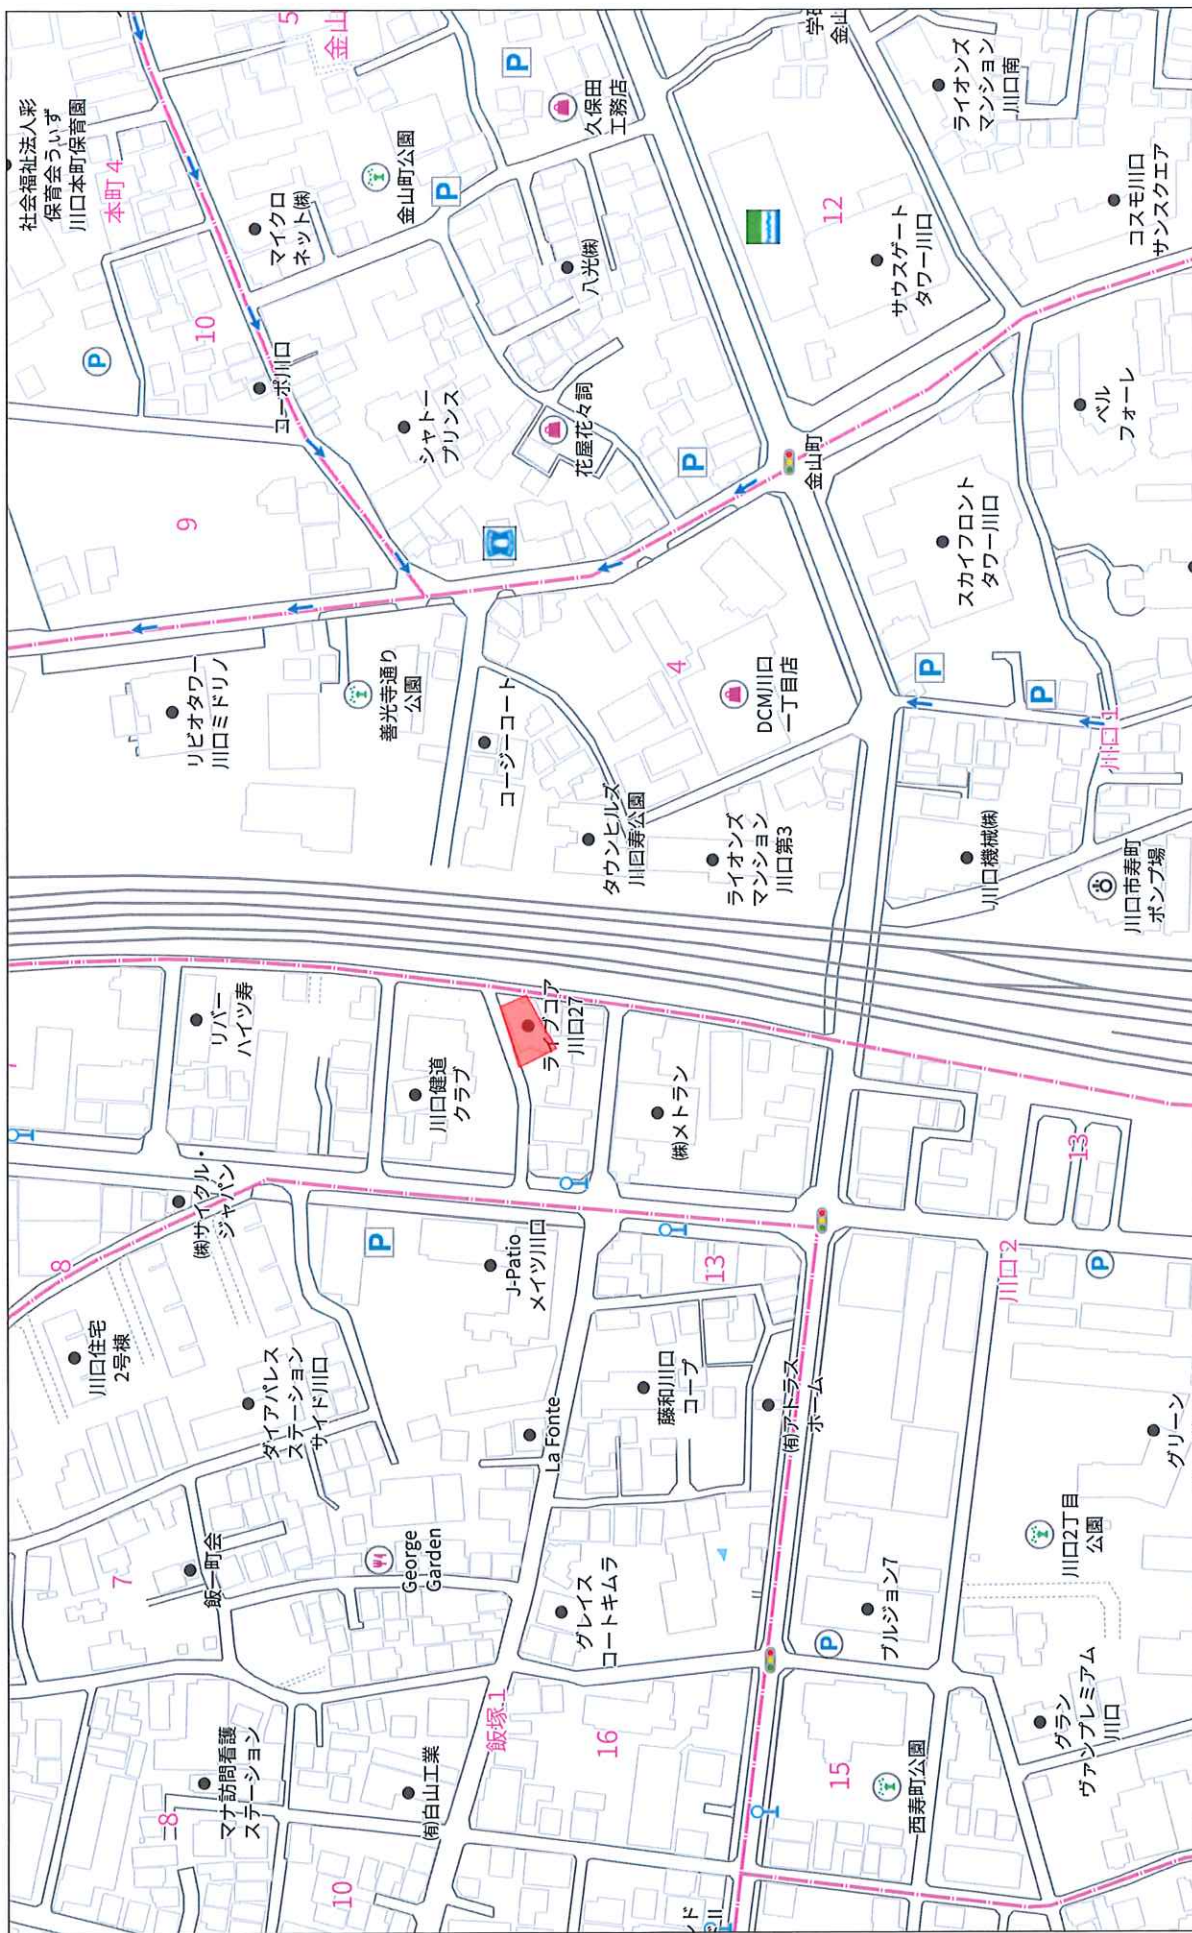 社会福祉法人彩
保育会うぃず
川口本町保育園
8
川口住宅
2号棟
本町 4
7
二8
マナ訪問看護
ステーション
飯一町会
㈱サイクル・
ジャパン
リバー
ハイツ寿
リビオタワー
川口ミドリノ
9
10
P
5
金山
マイクロ
ネット㈱
コーポ川口
ダイアパレス
ステーション
サイド川口
10
P
善光寺通り
公園
金山町公園
P
シャトー
プリンス
㈲白山工業
George
Garden
川口健道
クラブ
飯塚 1
J-Patio
メイツ川口
コージーコート
P
久保田
工務店
La Fonte
ライブコア
川口27
花屋花々詞
八光㈱
グレイス
コートキムラ
16
タウンヒルズ
川口寿公園
藤和川口
コープ
㈱メトラン
4
P
13
ライオンズ
マンション
川口第3
DCM川口
一丁目店
㈲アトラス
ホーム
金山町
12
サウスゲート
タワー川口
P
15
西寿町公園
ブルジョン7
P
スカイフロント
タワー川口
ライオンズ
マンション
川口南
川口機械㈱
川口 2
P
川口2丁目
公園
13
P
川口 1
グラン
ヴァンプレミアム
川口
ベル
フォーレ
川口市寿町
ポンプ場
コスモ川口
サンスクエア
グリーン